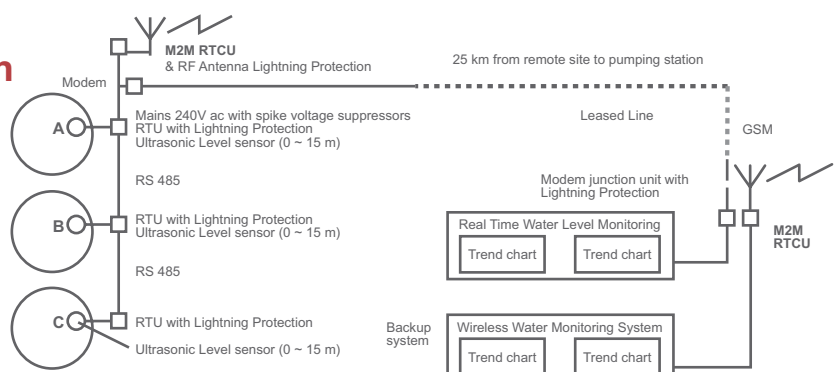 M2M RTCU
& RF Antenna Lightning Protection
25 km from remote site to pumping station
Modem
Mains 240V ac with spike voltage suppressors
RTU with Lightning Protection
Ultrasonic Level sensor (0 ~ 15 m)
A
Leased Line
GSM
RS 485
Modem junction unit with
Lightning Protection
B
RTU with Lightning Protection
Ultrasonic Level sensor (0 ~ 15 m)
Real Time Water Level Monitoring
Trend chart
Trend chart
M2M
RTCU
RS 485
C
RTU with Lightning Protection
Ultrasonic Level sensor (0 ~ 15 m)
Backup
system
Wireless Water Monitoring System
Trend chart
Trend chart